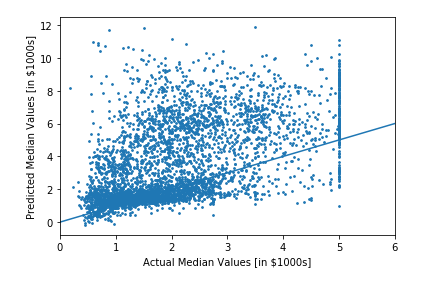 12
10
8
6
4
2
0
0 1 2 3 4 5 6
Predicted Median Values [in $1000s]
Actual Median Values [in $1000s]